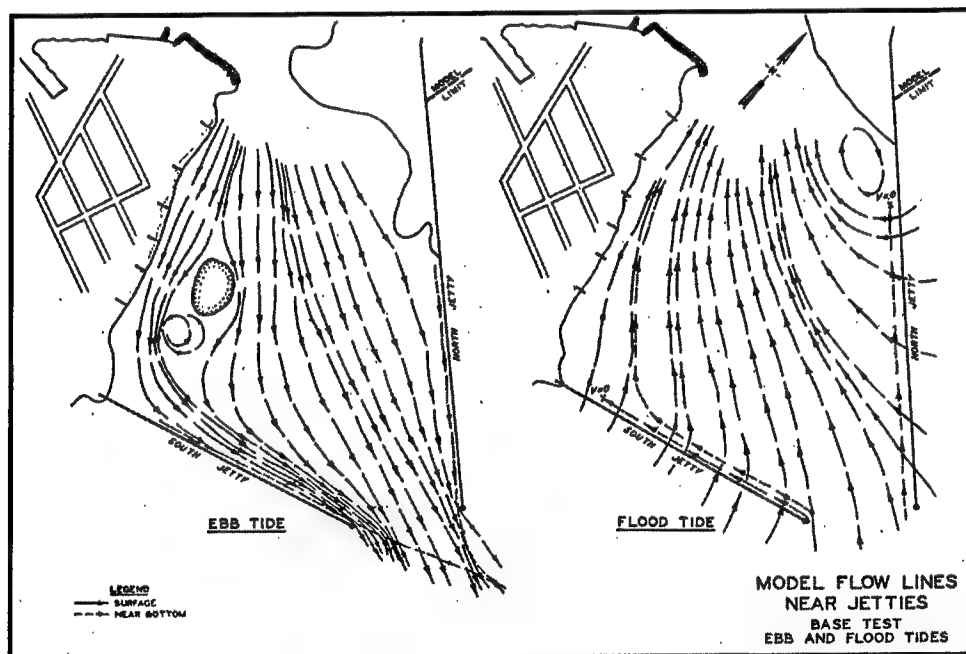 MODEL
LIMIT
NORTH JETTY
SOUTH JETTY
EBB TIDE
LEGEND
SURFACE
NEAR BOTTOM
MODEL
LIMIT
V=0
NORTH JETTY
V=0
SOUTH JETTY
FLOOD TIDE
MODEL FLOW LINES
NEAR JETTIES
BASE TEST
EBB AND FLOOD TIDES